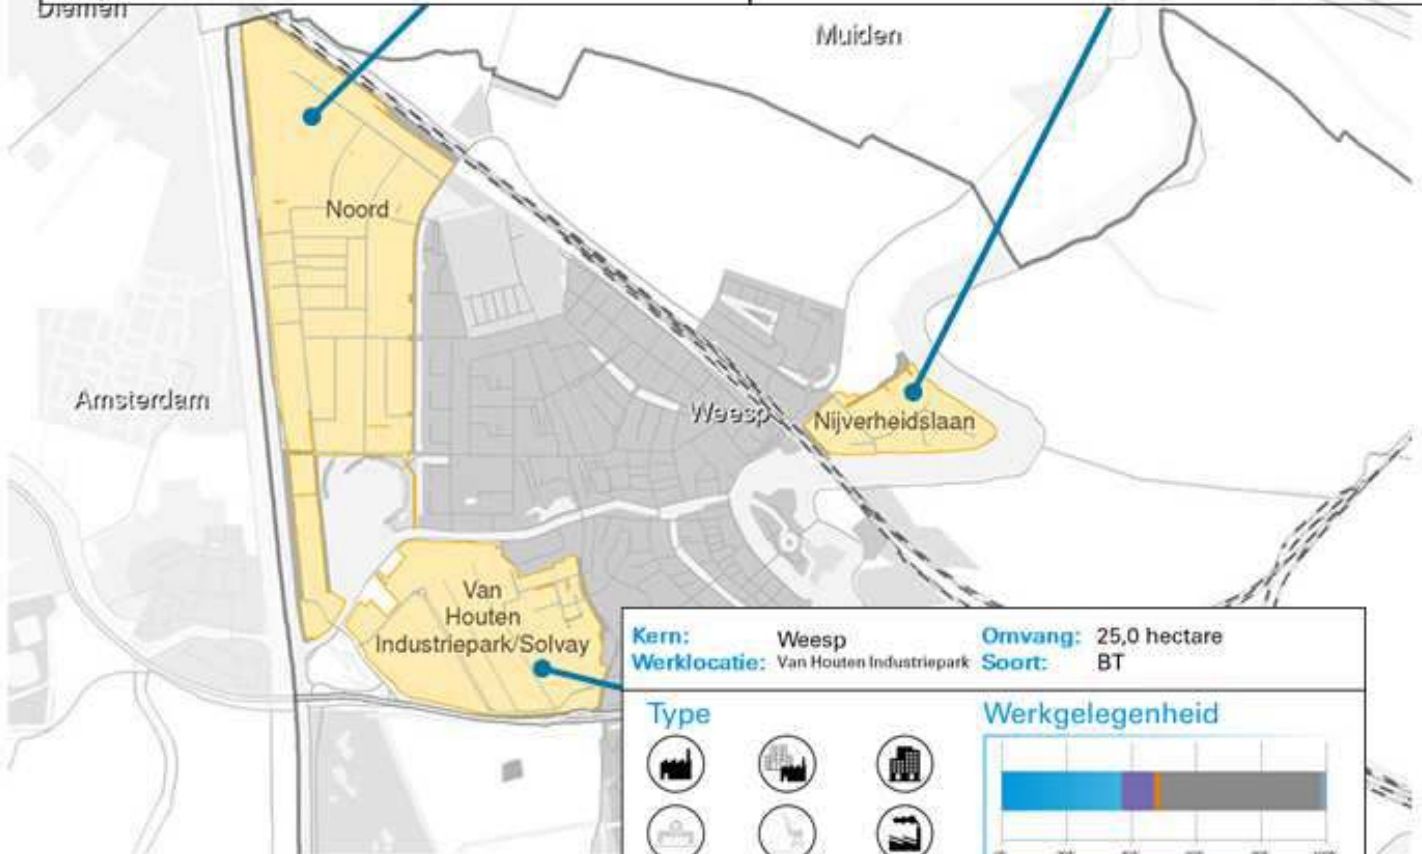 Diemen
Muiden
Noord
Amsterdam
Weesp
Nijverheidslaan
Van
Houten
Industriepark/Solvay
Kern: Weesp Omvang: 25,0 hectare
Werklocatie: Van Houten Industriepark Soort: BT
Type Werkgelegenheid